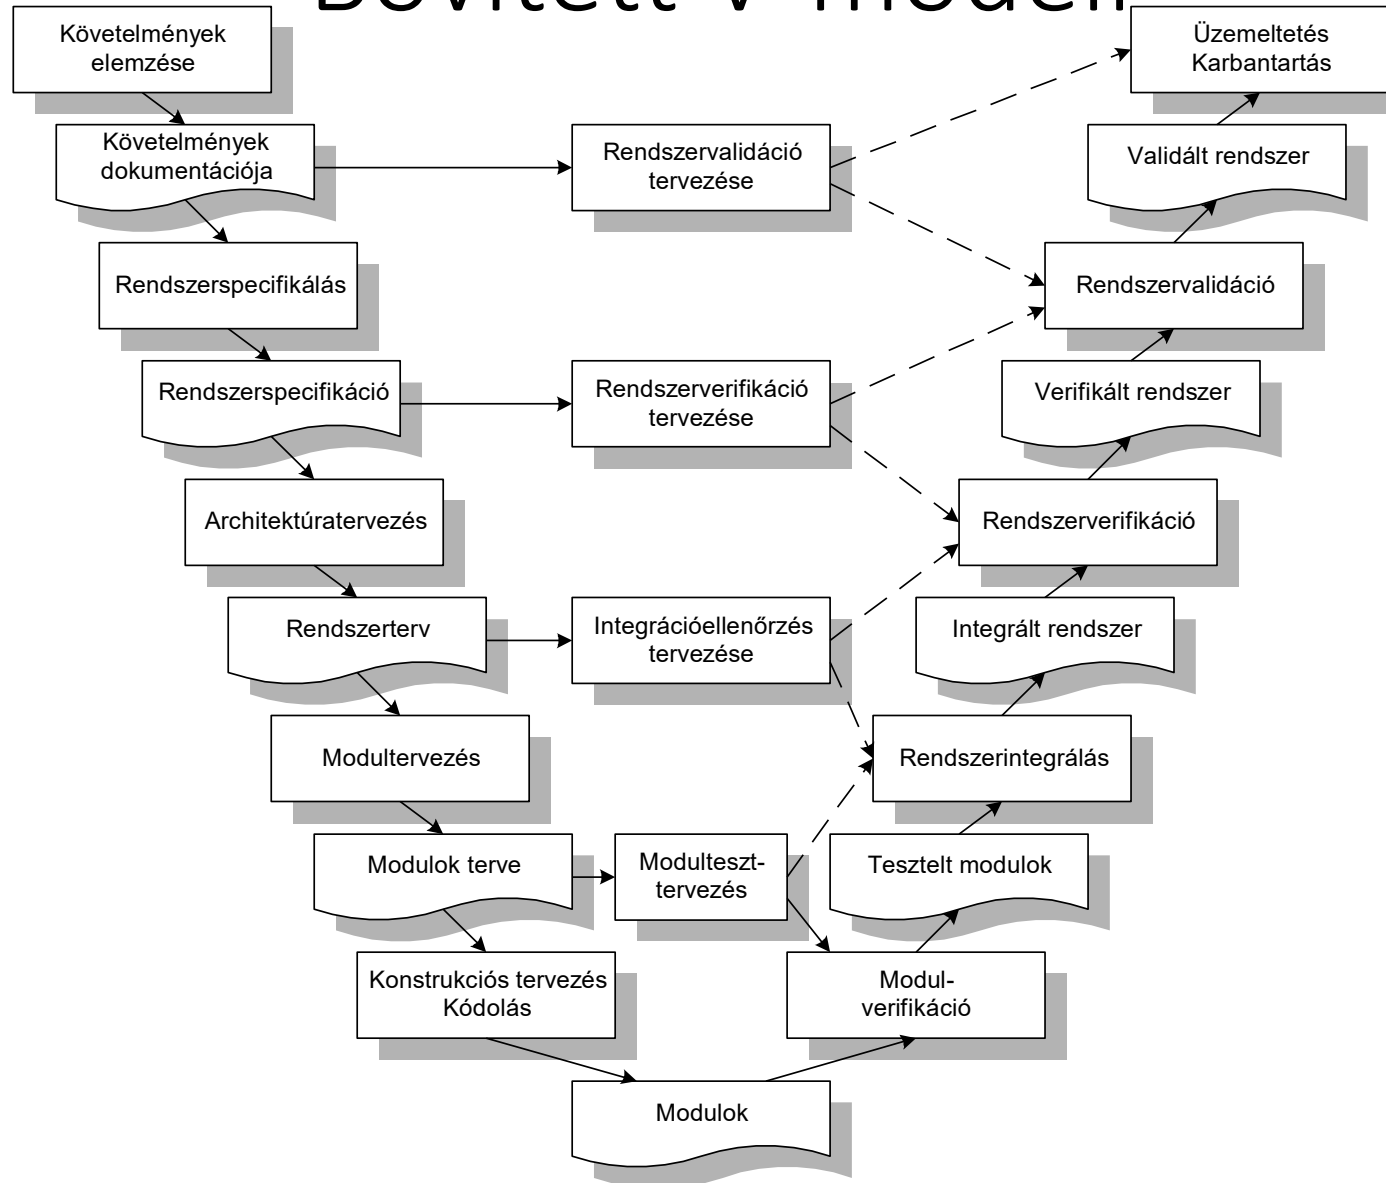 Bővített V-modell
Követelmények
elemzése
Üzemeltetés
Karbantartás
Követelmények
dokumentációja
Rendszervalidáció
tervezése
Validált rendszer
Rendszerspecifikálás
Rendszervalidáció
Rendszerspecifikáció
Rendszerverifikáció
tervezése
Verifikált rendszer
Architektúratervezés
Rendszerverifikáció
Rendszerterv
Integrációellenőrzés
tervezése
Integrált rendszer
Modultervezés
Rendszerintegrálás
Modulok terve
Modulteszt-
tervezés
Tesztelt modulok
Konstrukciós tervezés
Kódolás
Modul-
verifikáció
Modulok